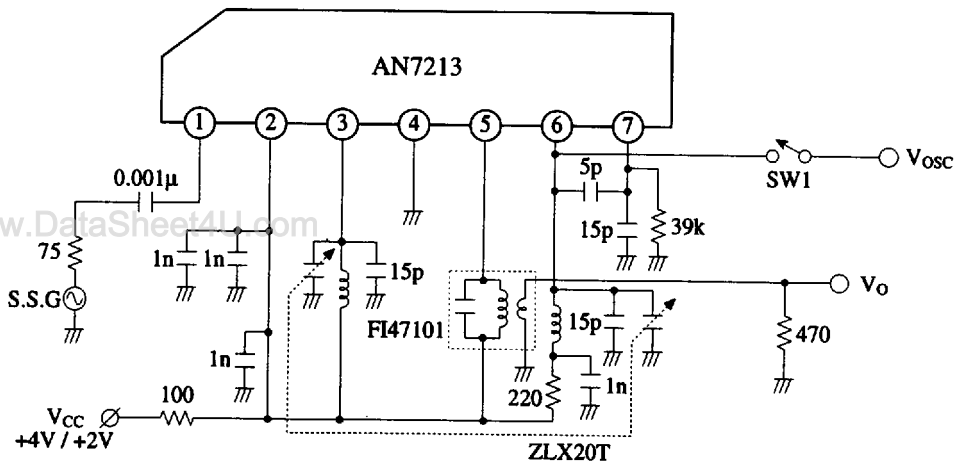 AN7213
1 2 3 4 5 6 7
0.001μ
5p
SW1
VOSC
www.DataSheet4U.com
75
1n
1n
15p
15p
39k
S.S.G
FI47101
15p
VO
470
1n
100
220
1n
VCC
+4V / +2V
ZLX20T